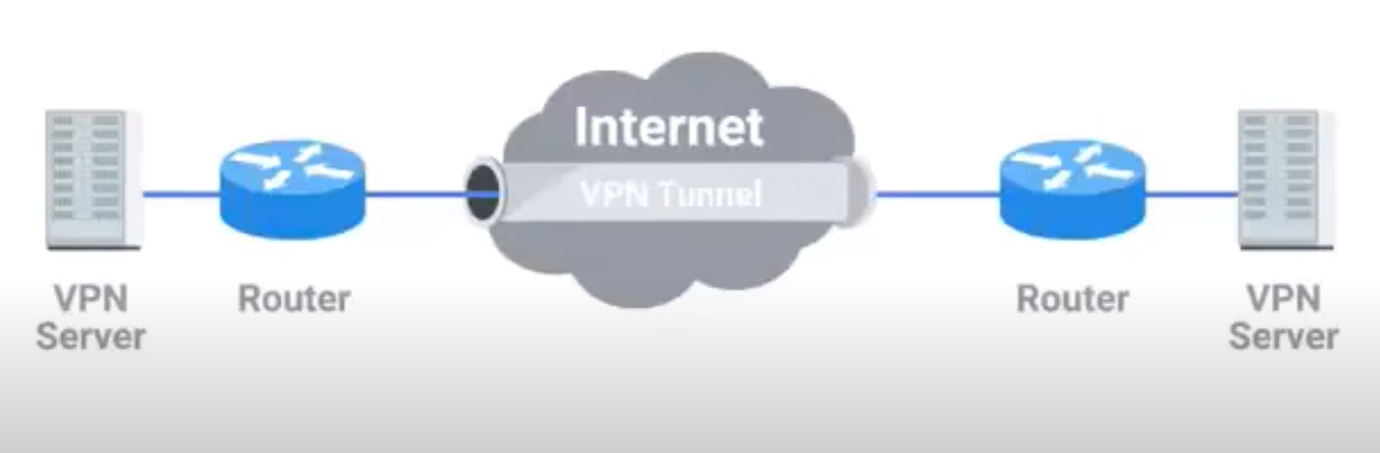 Internet
VPN Tunnel
VPN
Server
Router
Router
VPN
Server